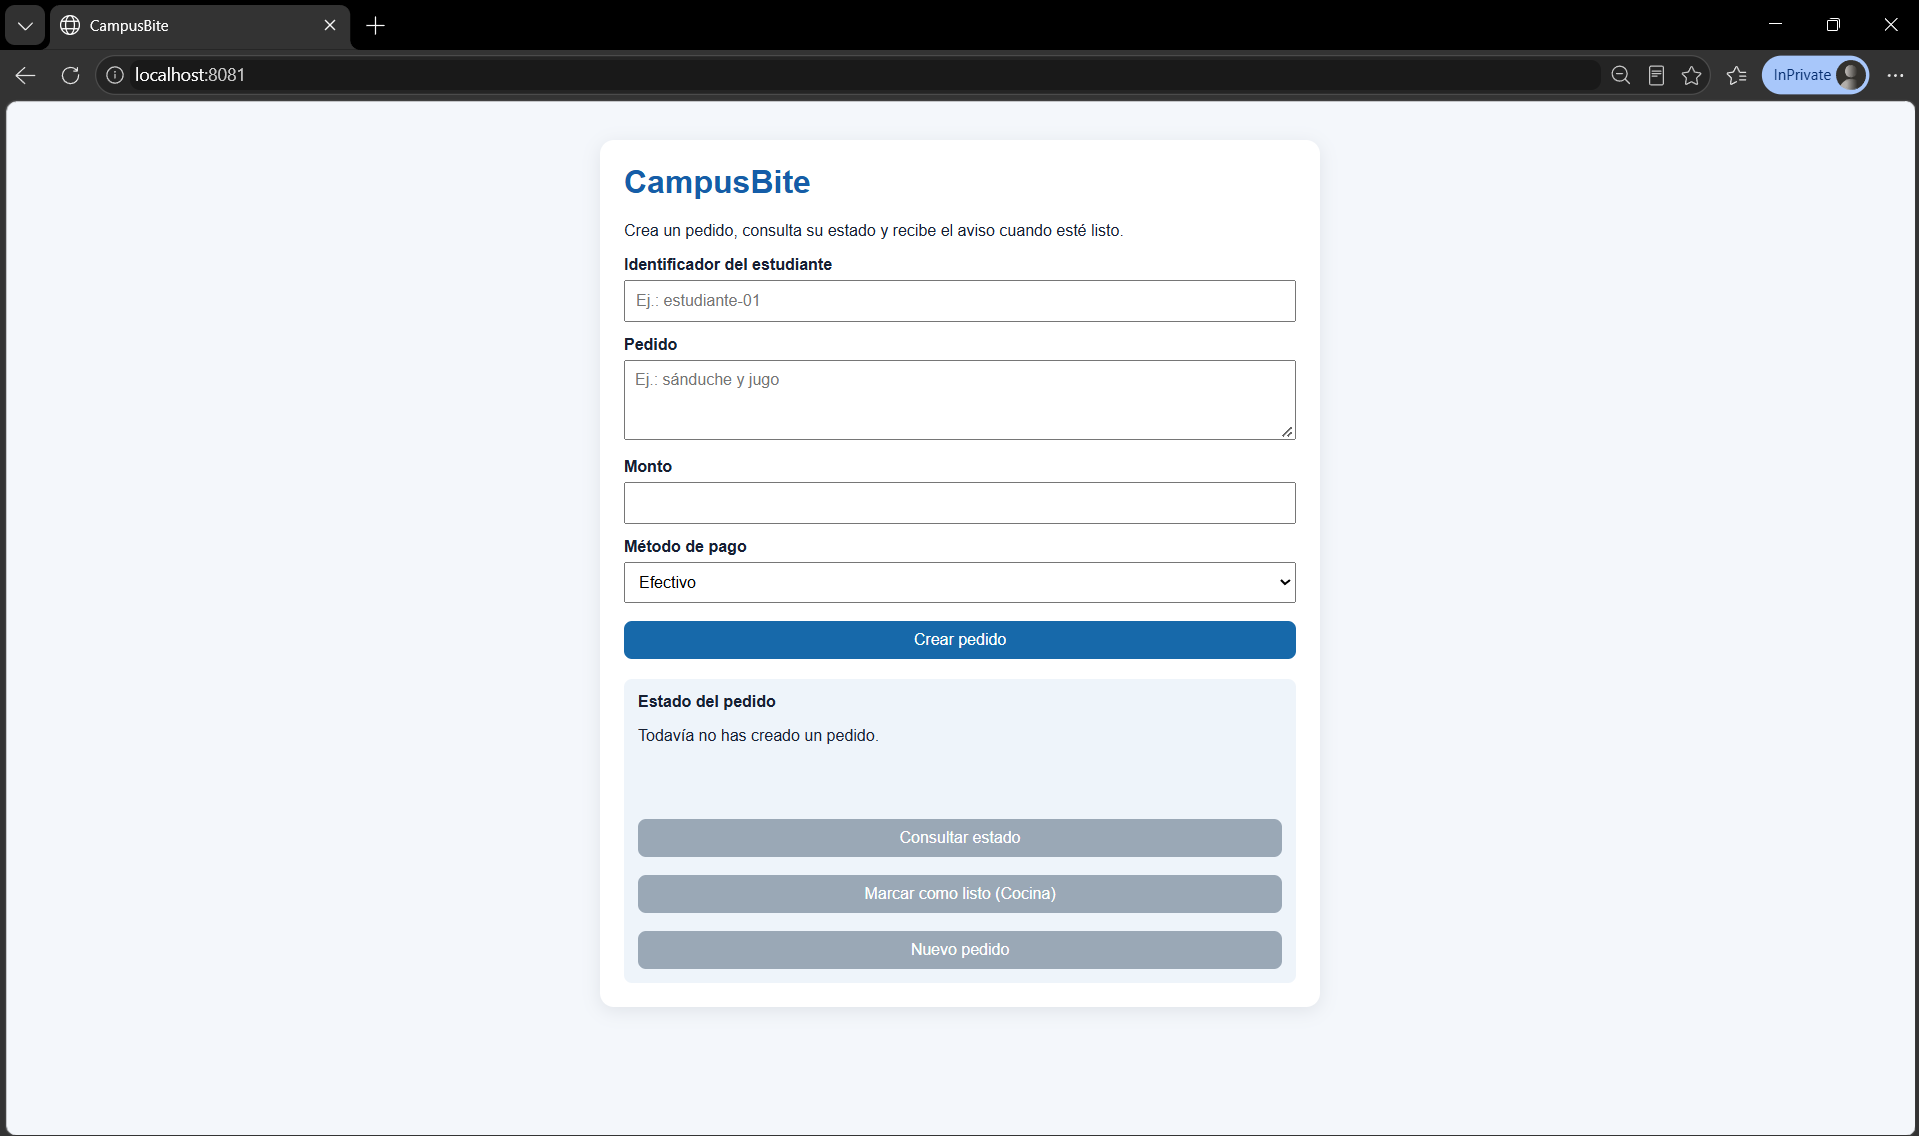 CampusBite
localhost:8081
InPrivate
CampusBite
Crea un pedido, consulta su estado y recibe el aviso cuando esté listo.
Identificador del estudiante
Ej.: estudiante-01
Pedido
Ej.: sánduche y jugo
Monto
Método de pago
Efectivo
Crear pedido
Estado del pedido
Todavía no has creado un pedido.
Consultar estado
Marcar como listo (Cocina)
Nuevo pedido